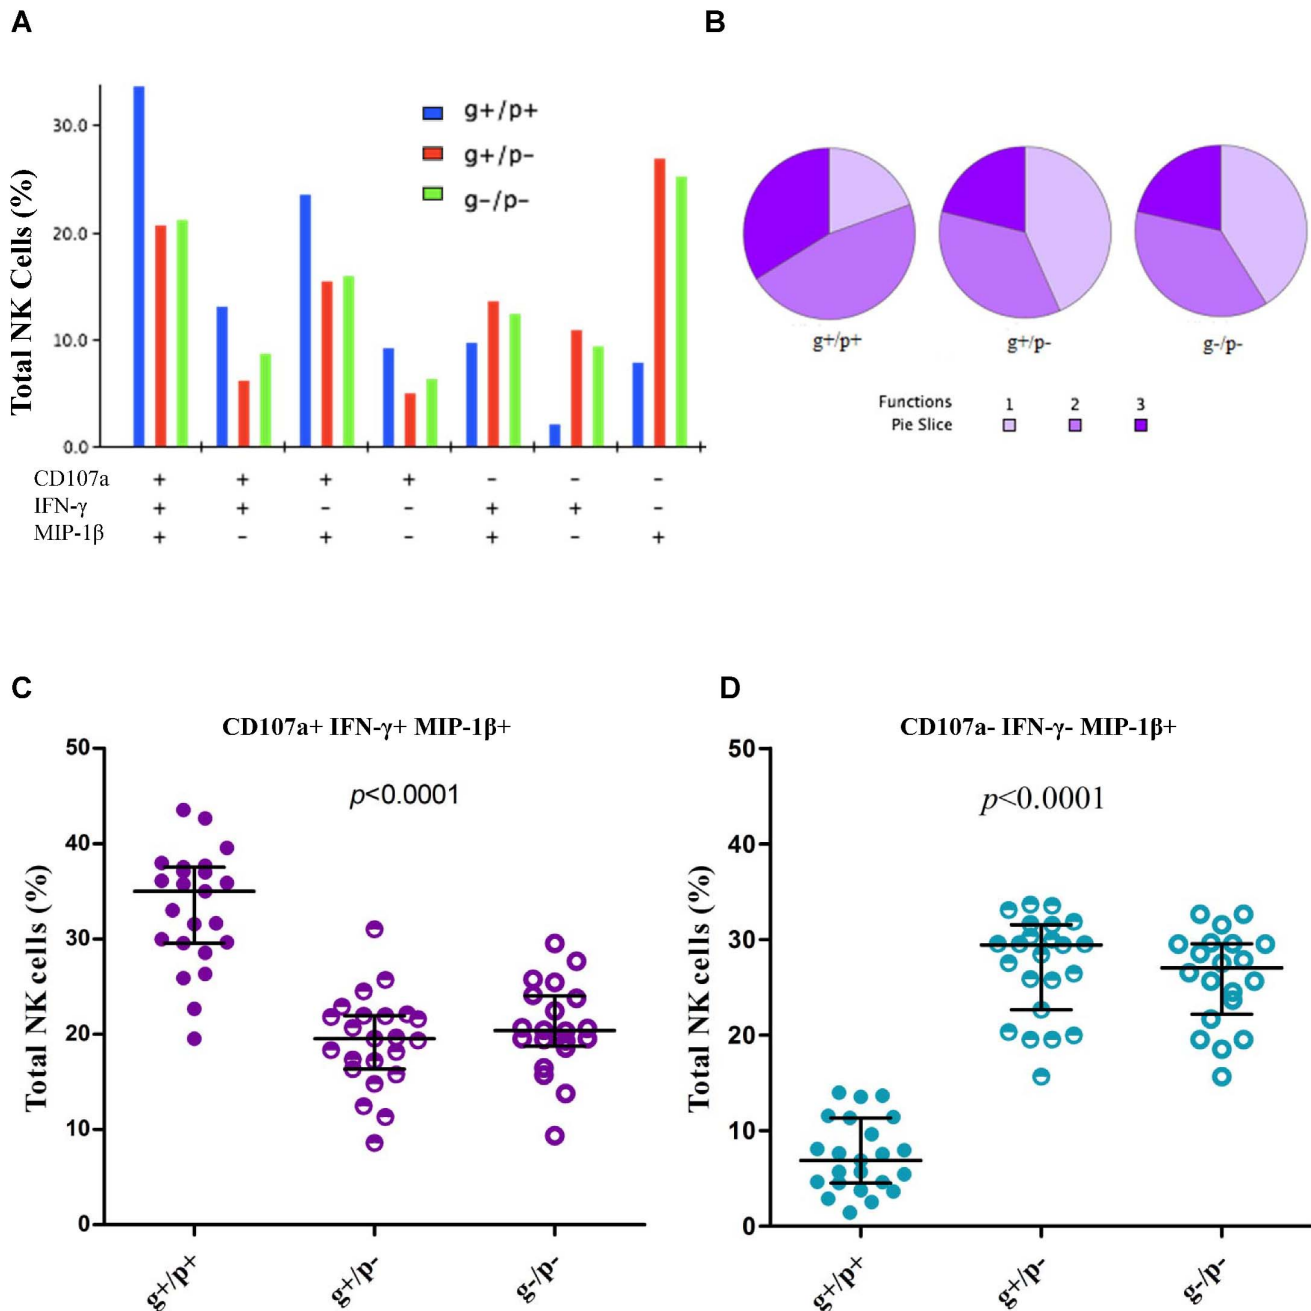 A
B
Total NK Cells (%)
30.0
20.0
10.0
0.0
g+/p+
g+/p-
g-/p-
CD107a + + + + - - -
IFN-γ + + - - + + -
MIP-1β + - + - + - +
g+/p+ g+/p- g-/p-
Functions 1 2 3
Pie Slice
C
D
CD107a+ IFN-γ+ MIP-1β+
p<0.0001
Total NK cells (%)
50
40
30
20
10
0
g+/p+ g+/p- g-/p-
CD107a- IFN-γ- MIP-1β+
p<0.0001
Total NK cells (%)
50
40
30
20
10
0
g+/p+ g+/p- g-/p-